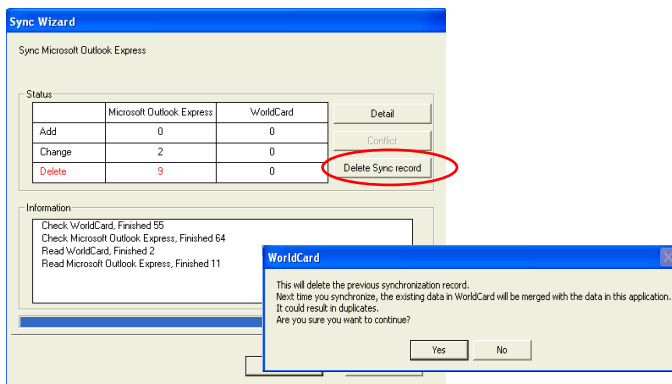 Sync Wizard
Sync Microsoft Outlook Express
Status
Microsoft Outlook Express WorldCard
Add 0 0
Change 2 0
Delete 9 0
Detail
Conflict
Delete Sync record
Information
Check WorldCard, Finished 55
Check Microsoft Outlook Express, Finished 64
Read WorldCard, Finished 2
Read Microsoft Outlook Express, Finished 11
WorldCard
This will delete the previous synchronization record.
Next time you synchronize, the existing data in WorldCard will be merged with the data in this application.
It could result in duplicates.
Are you sure you want to continue?
Yes No